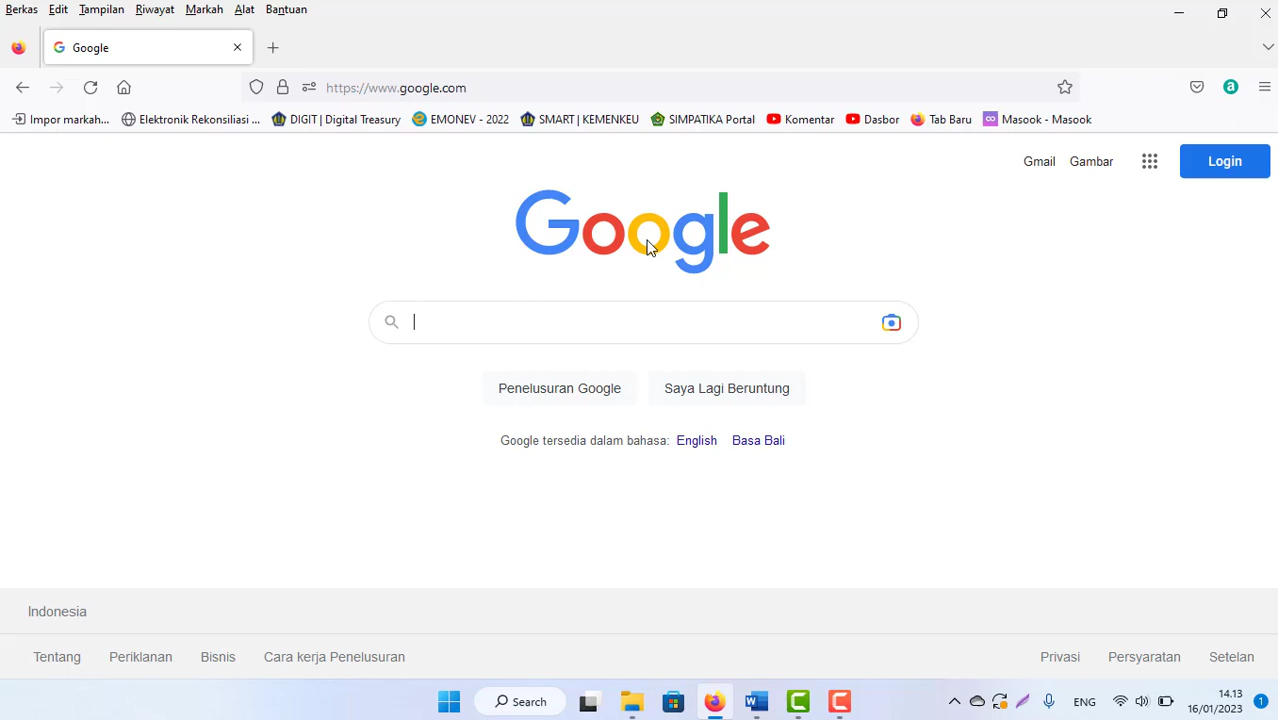 Berkas Edit Tampilan Riwayat Markah Alat Bantuan
Google
https://www.google.com
Impor markah... Elektronik Rekonsiliasi ... DIGIT | Digital Treasury EMONEV - 2022 SMART | KEMENKEU SIMPATIKA Portal Komentar Dasbor Tab Baru Masook - Masook
Gmail Gambar Login
Google
Penelusuran Google Saya Lagi Beruntung
Google tersedia dalam bahasa: English Basa Bali
Indonesia
Tentang Periklanan Bisnis Cara kerja Penelusuran Privasi Persyaratan Setelan
Search ENG 14.13
16/01/2023 1